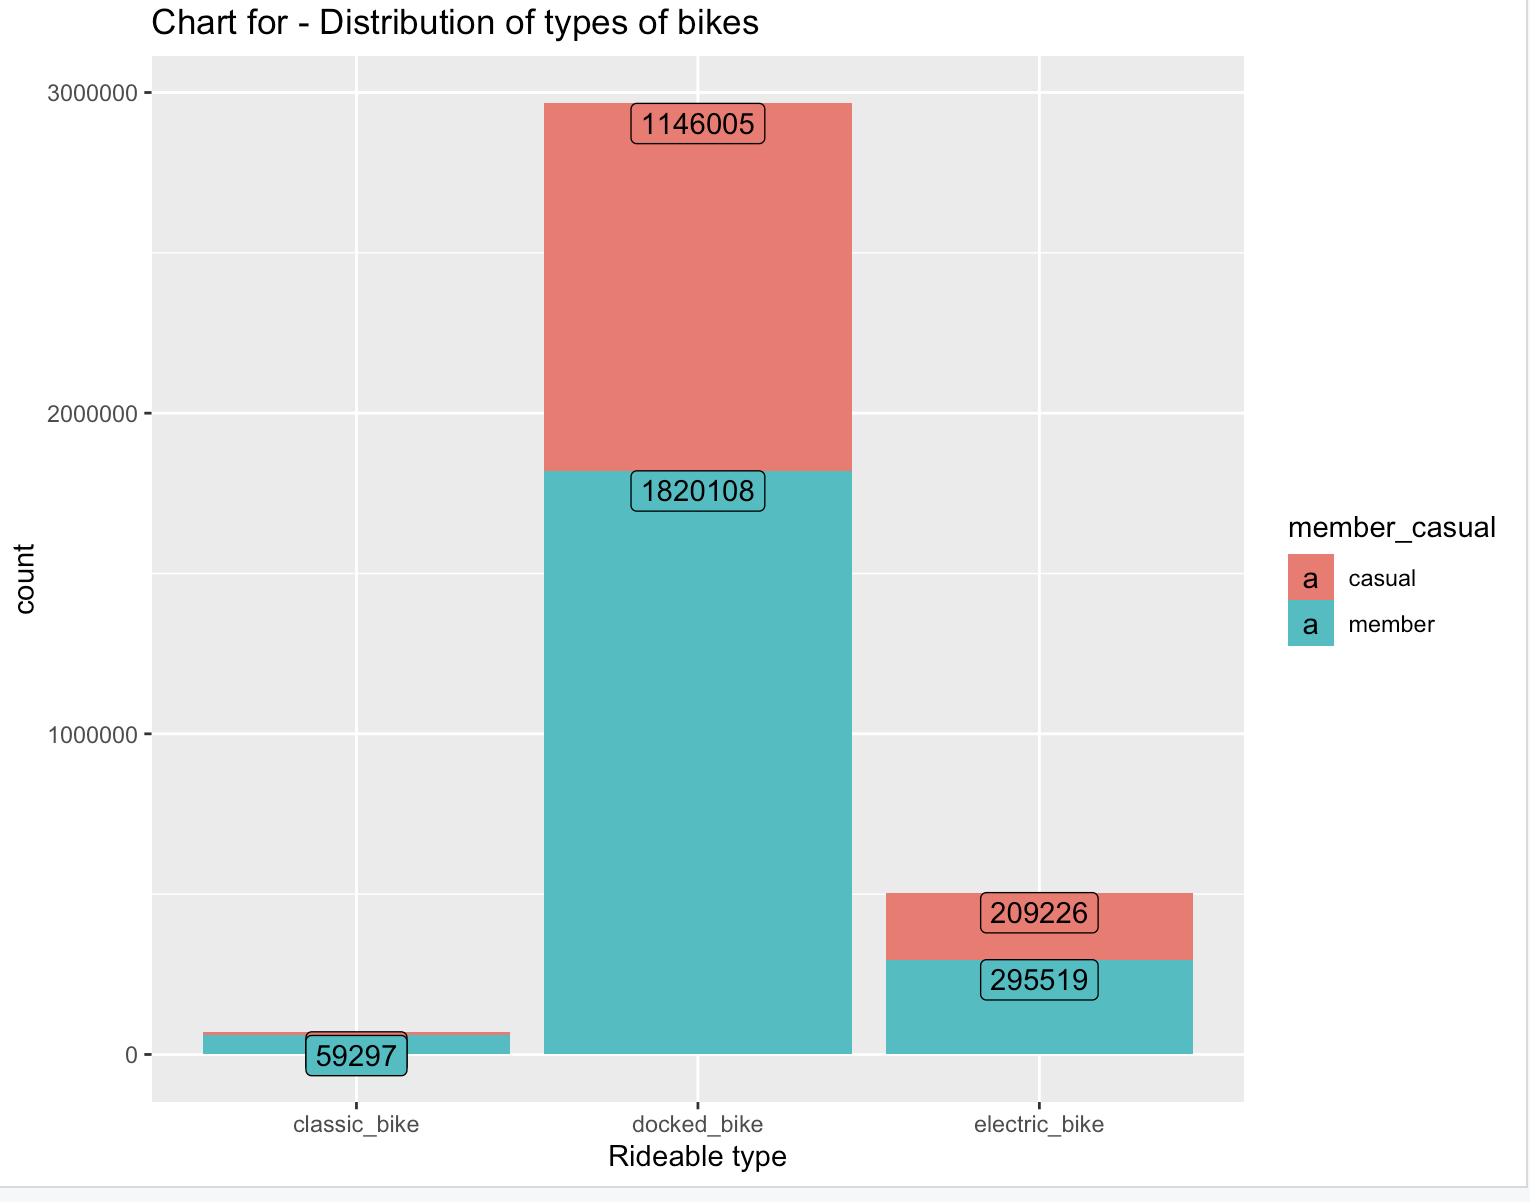 Chart for - Distribution of types of bikes
3000000
2000000
1000000
0
count
1146005
1820108
209226
295519
59297
classic_bike
docked_bike
electric_bike
Rideable type
member_casual
a casual
a member